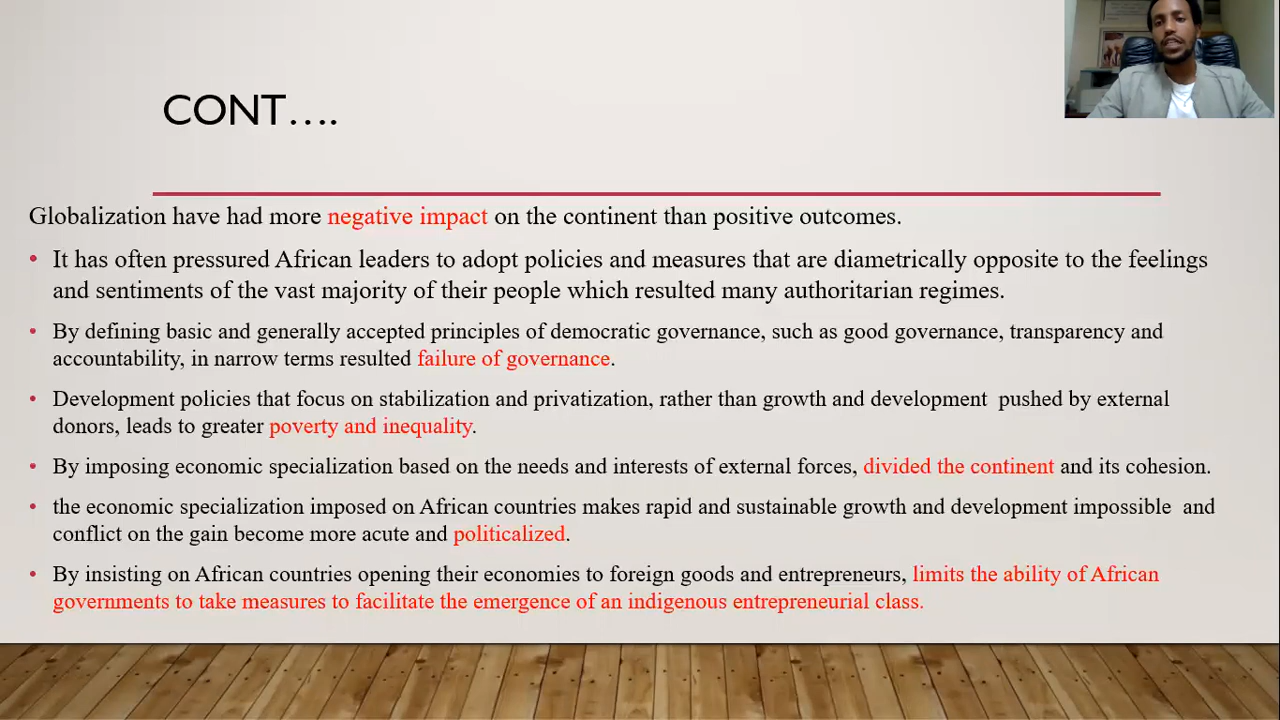 CONT….
Globalization have had more negative impact on the continent than positive outcomes.
• It has often pressured African leaders to adopt policies and measures that are diametrically opposite to the feelings
and sentiments of the vast majority of their people which resulted many authoritarian regimes.
• By defining basic and generally accepted principles of democratic governance, such as good governance, transparency and
accountability, in narrow terms resulted failure of governance.
• Development policies that focus on stabilization and privatization, rather than growth and development pushed by external
donors, leads to greater poverty and inequality.
• By imposing economic specialization based on the needs and interests of external forces, divided the continent and its cohesion.
• the economic specialization imposed on African countries makes rapid and sustainable growth and development impossible and
conflict on the gain become more acute and politicalized.
• By insisting on African countries opening their economies to foreign goods and entrepreneurs, limits the ability of African
governments to take measures to facilitate the emergence of an indigenous entrepreneurial class.